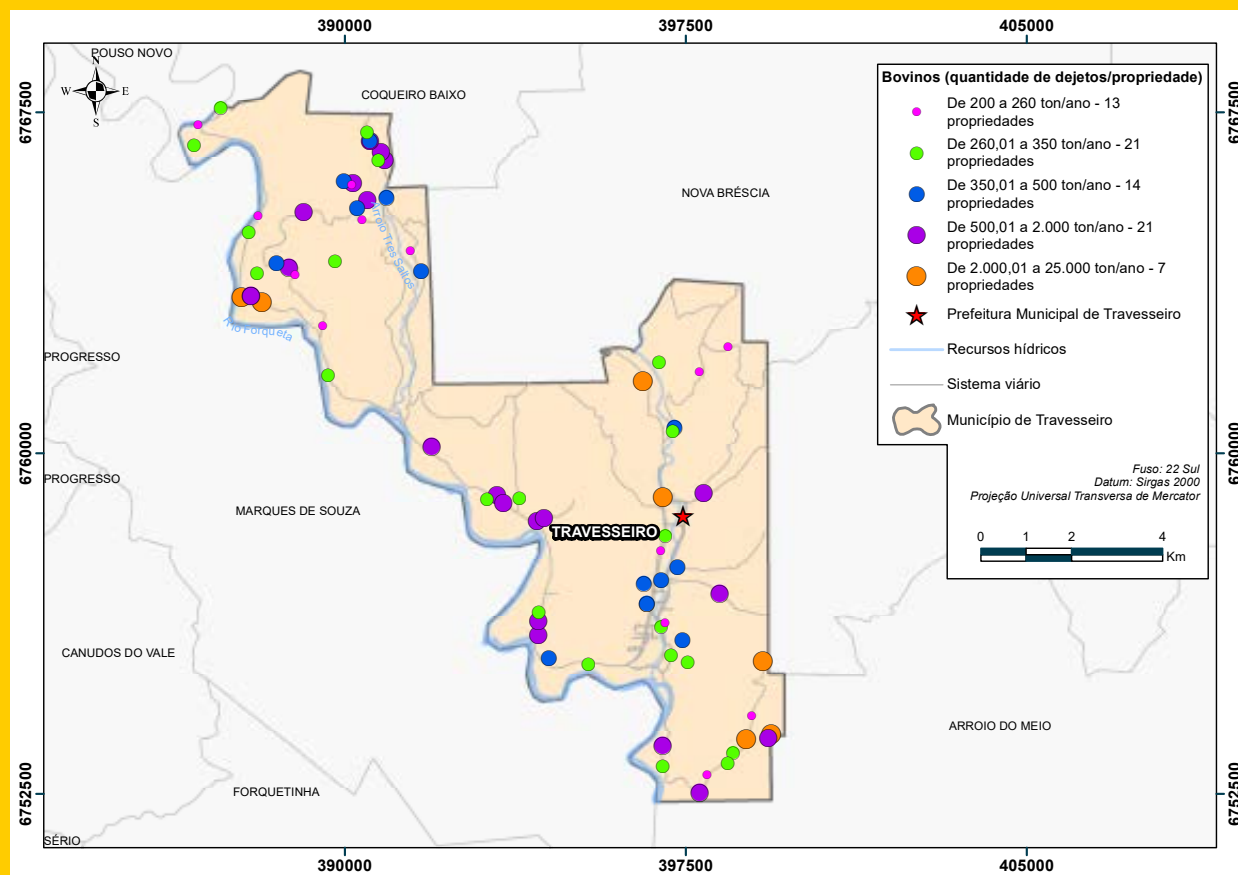 390000
397500
405000
POUSO NOVO
N
W
E
S
COQUEIRO BAIXO
6767500
6767500
Bovinos (quantidade de dejetos/propriedade)
De 200 a 260 ton/ano - 13
propriedades
De 260,01 a 350 ton/ano - 21
propriedades
De 350,01 a 500 ton/ano - 14
propriedades
De 500,01 a 2.000 ton/ano - 21
propriedades
De 2.000,01 a 25.000 ton/ano - 7
propriedades
Prefeitura Municipal de Travesseiro
Recursos hídricos
Sistema viário
Município de Travesseiro
NOVA BRÉSCIA
Arroio Três Saltos
Rio Forqueta
PROGRESSO
6760000
6760000
PROGRESSO
Fuso: 22 Sul
Datum: Sirgas 2000
Projeção Universal Transversa de Mercator
MARQUES DE SOUZA
TRAVESSEIRO
0
1
2
4
Km
CANUDOS DO VALE
ARROIO DO MEIO
FORQUETINHA
6752500
6752500
SÉRIO
390000
397500
405000